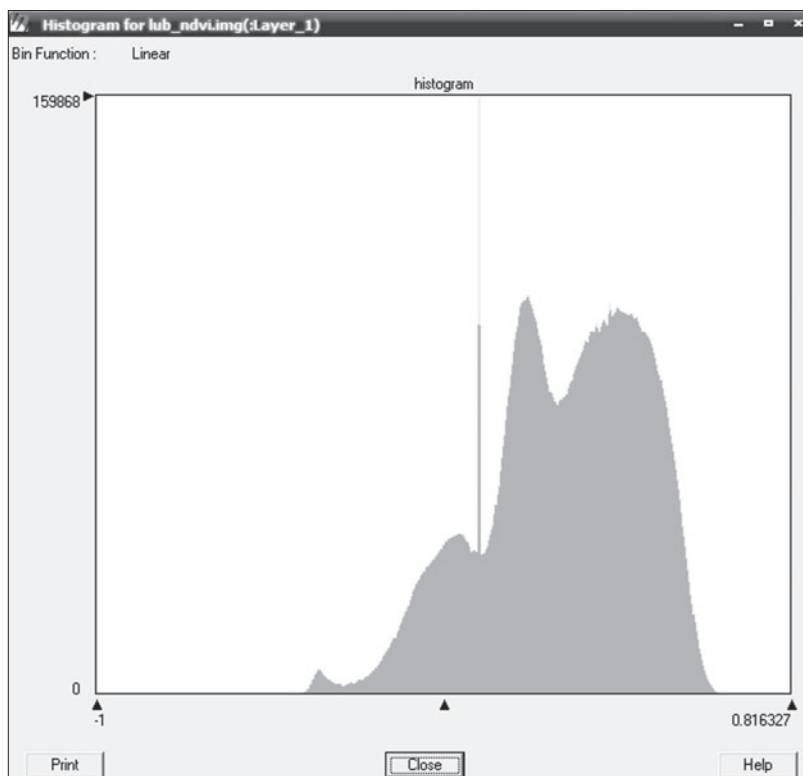 Histogram for lub_ndvi.img(:Layer_1)
Bin Function : Linear
histogram
159868
0
-1
0.816327
Print
Close
Help